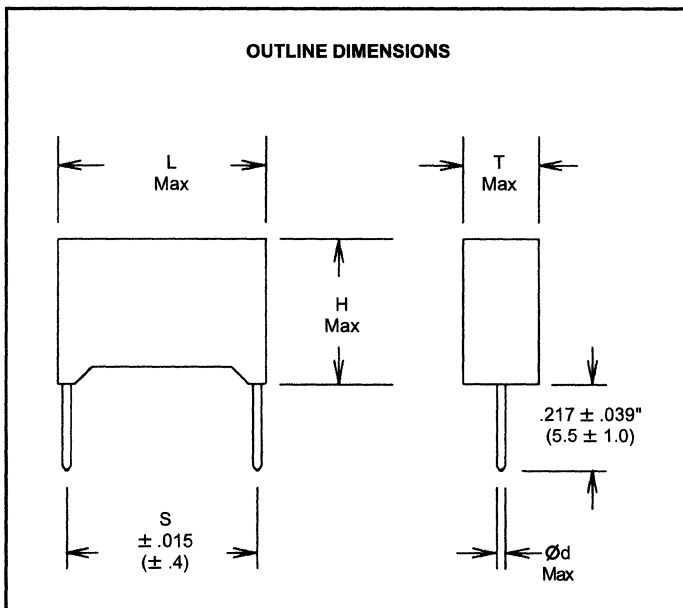 OUTLINE DIMENSIONS
L
Max
T
Max
H
Max
.217 ± .039"
(5.5 ± 1.0)
S
± .015
(± .4)
Ød
Max